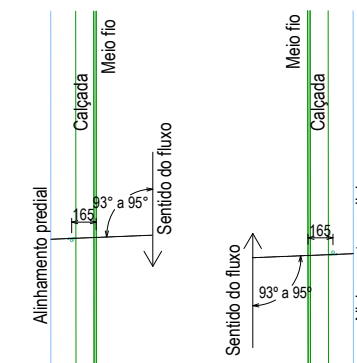 Alinhamento predial
Calçada
Meio fio
165
93° a 95°
Sentido do fluxo
Sentido do fluxo
93° a 95°
165
Meio fio
Calçada